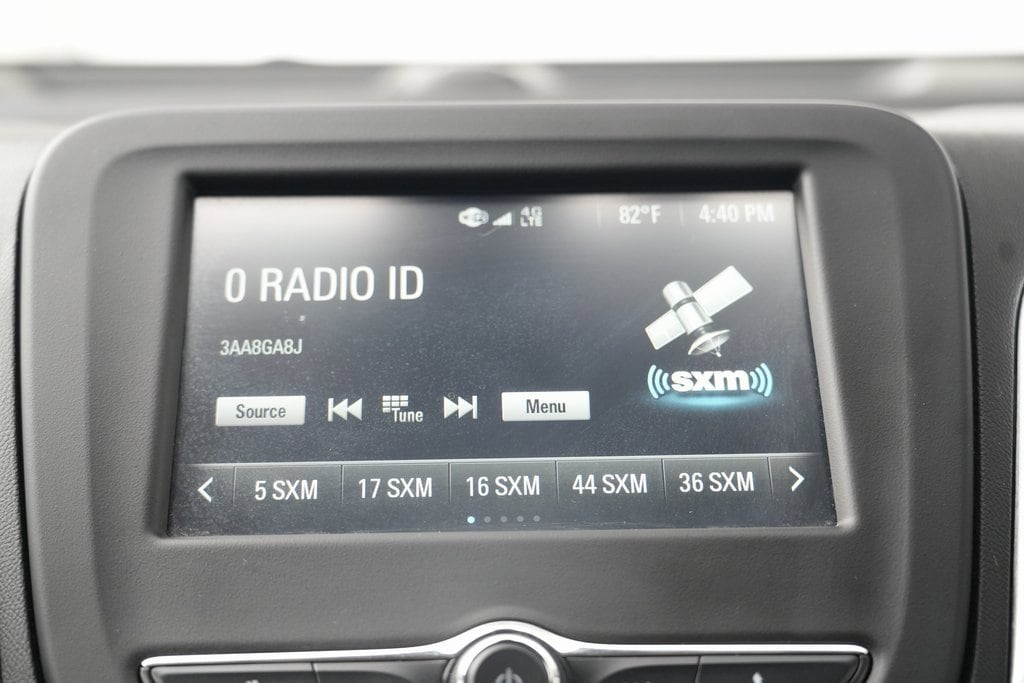 4G LTE 82°F 4:40 PM
0 RADIO ID
3AA8GA8J
sxm
Source Tune Menu
5 SXM 17 SXM 16 SXM 44 SXM 36 SXM